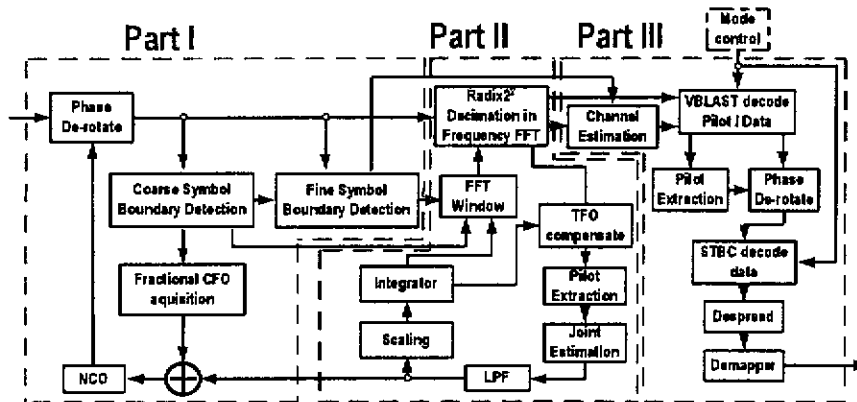 Part I
Part II
Part III
Mode
control
Phase
De-rotate
Radix2²
Decimation in
Frequency FFT
Channel
Estimation
VBLAST decode
Pilot / Data
Coarse Symbol
Boundary Detection
Fine Symbol
Boundary Detection
FFT
Window
Pilot
Extraction
Phase
De-rotate
TFO
compensate
STBC decode
data
Fractional CFO
aquisition
Integrator
Pilot
Extraction
Despread
Scaling
Joint
Estimation
Demapper
NCO
LPF